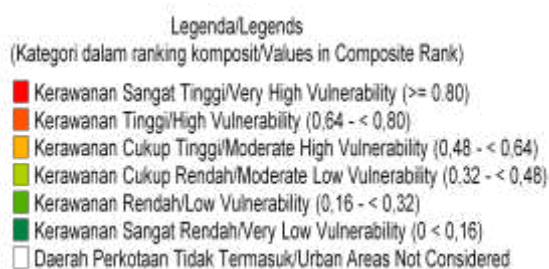 Legenda/Legends
(Kategori dalam ranking komposit/Values in Composite Rank)
Kerawanan Sangat Tinggi/Very High Vulnerability (>= 0.80)
Kerawanan Tinggi/High Vulnerability (0,64 - < 0,80)
Kerawanan Cukup Tinggi/Moderate High Vulnerability (0,48 - < 0,64)
Kerawanan Cukup Rendah/Moderate Low Vulnerability (0,32 - < 0,48)
Kerawanan Rendah/Low Vulnerability (0,16 - < 0,32)
Kerawanan Sangat Rendah/Very Low Vulnerability (0 < 0,16)
Daerah Perkotaan Tidak Termasuk/Urban Areas Not Considered